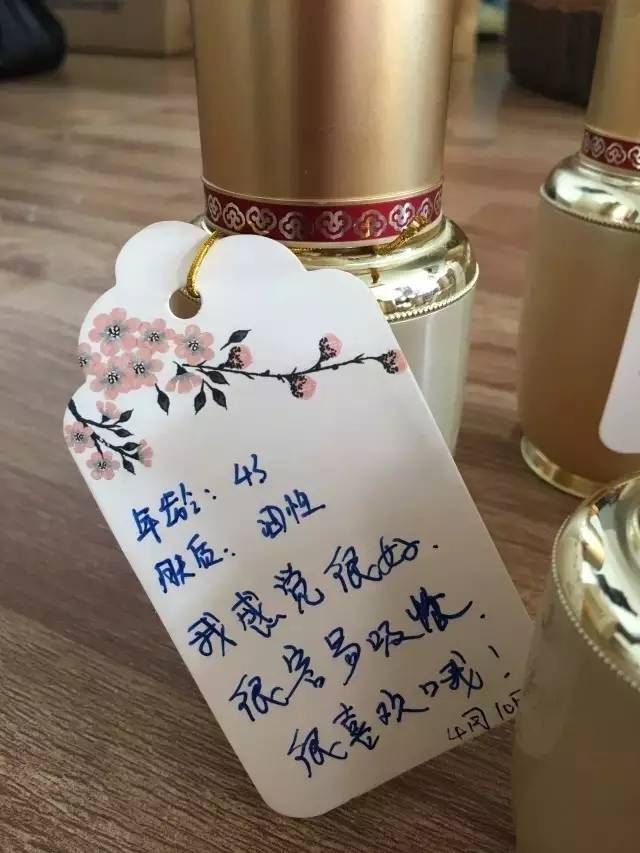 年龄：43
肤质：油性
我感觉很好.
很容易吸收.
很喜欢哦！
4月10日